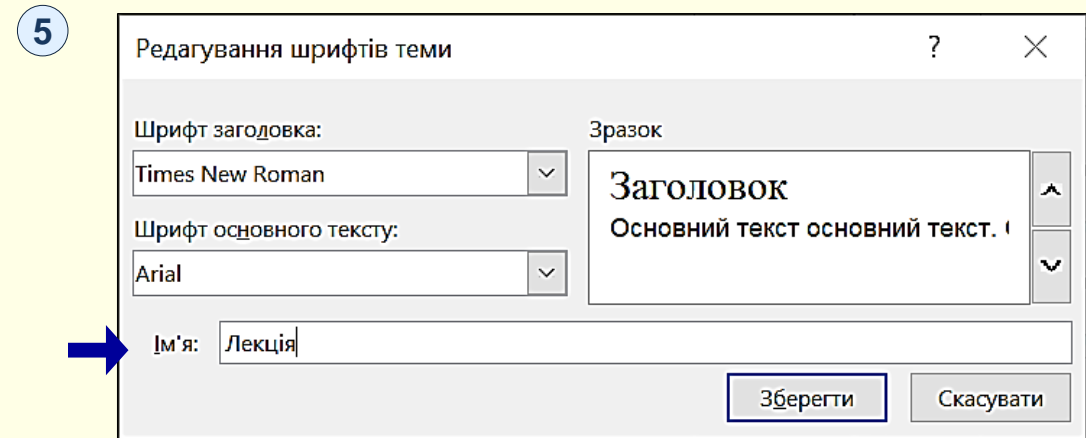 5
Редагування шрифтів теми
?
Шрифт заголовка:
Times New Roman
Шрифт основного тексту:
Arial
Зразок
Заголовок
Основний текст основний текст.
Ім'я: Лекція
Зберегти
Скасувати